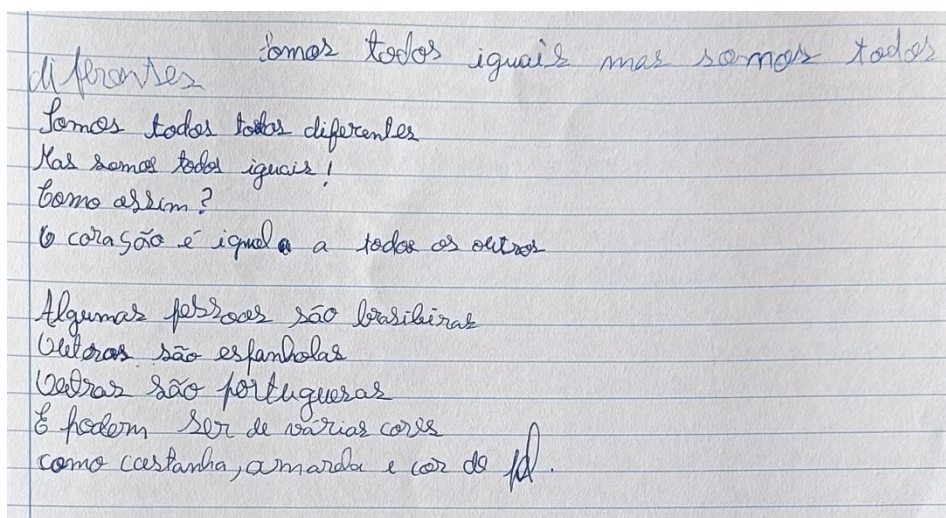 Somos todos iguais mas somos todos
diferentes
Somos todos todos diferentes
Mas somos todos iguais!
Como assim?
O coração é igual a todos os outros
Algumas pessoas são brasileiras
Outras são espanholas
Outras são portuguesas
E podem ser de várias cores
como castanha, amarela e cor de